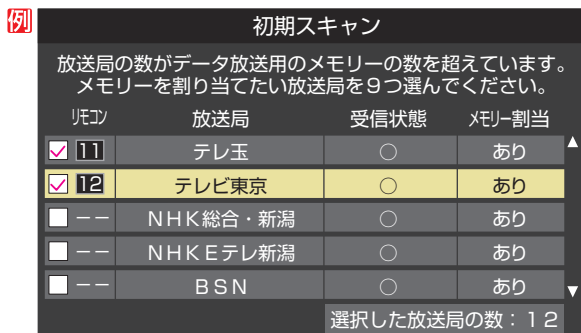 例
初期スキャン
放送局の数がデータ放送用のメモリーの数を超えています。
メモリーを割り当てたい放送局を9つ選んでください。
リモコン 放送局 受信状態 メモリー割当
11 テレ玉 ○ あり
12 テレビ東京 ○ あり
−− NHK総合・新潟 ○ あり
−− NHKEテレ新潟 ○ あり
−− BSN ○ あり
選択した放送局の数:12